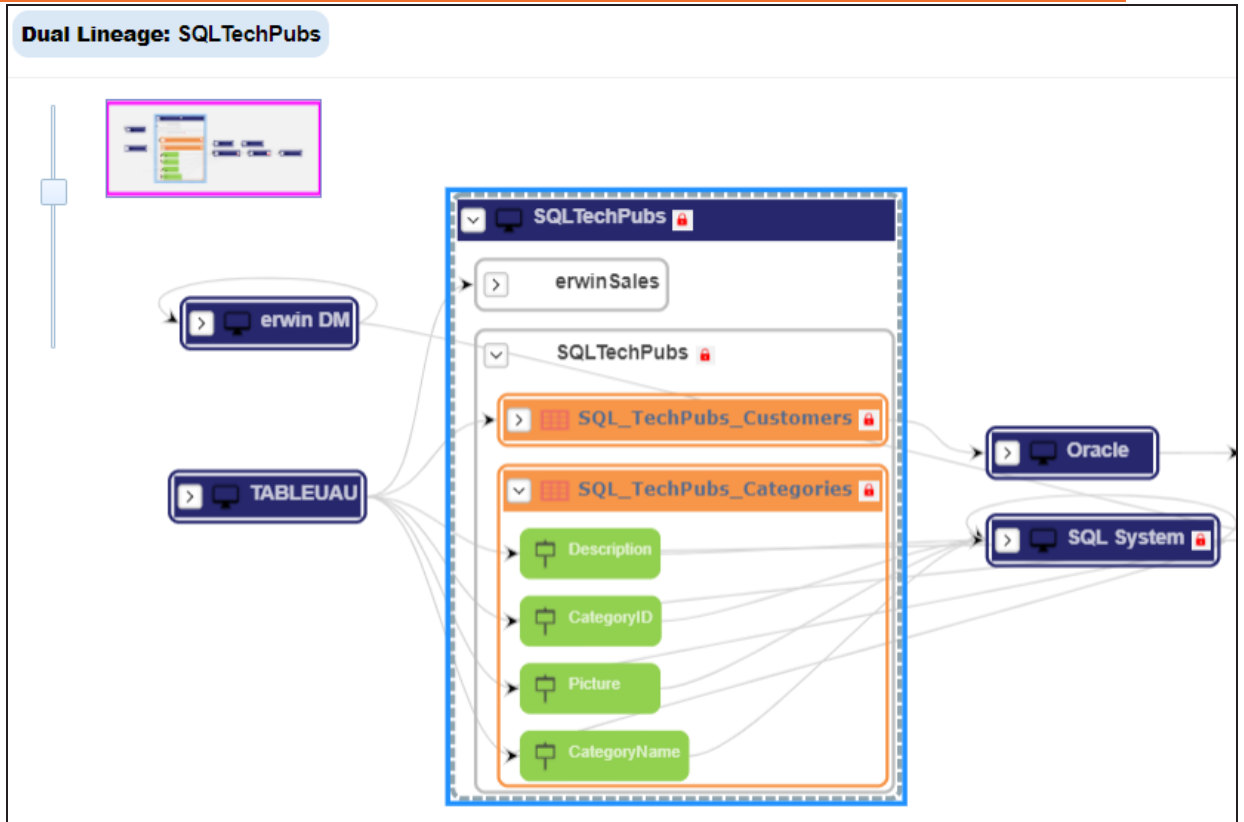 Dual Lineage: SQLTechPubs
SQLTechPubs
erwinSales
erwin DM
SQLTechPubs
SQL_TechPubs_Customers
Oracle
TABLEUAU
SQL_TechPubs_Categories
SQL System
Description
CategoryID
Picture
CategoryName